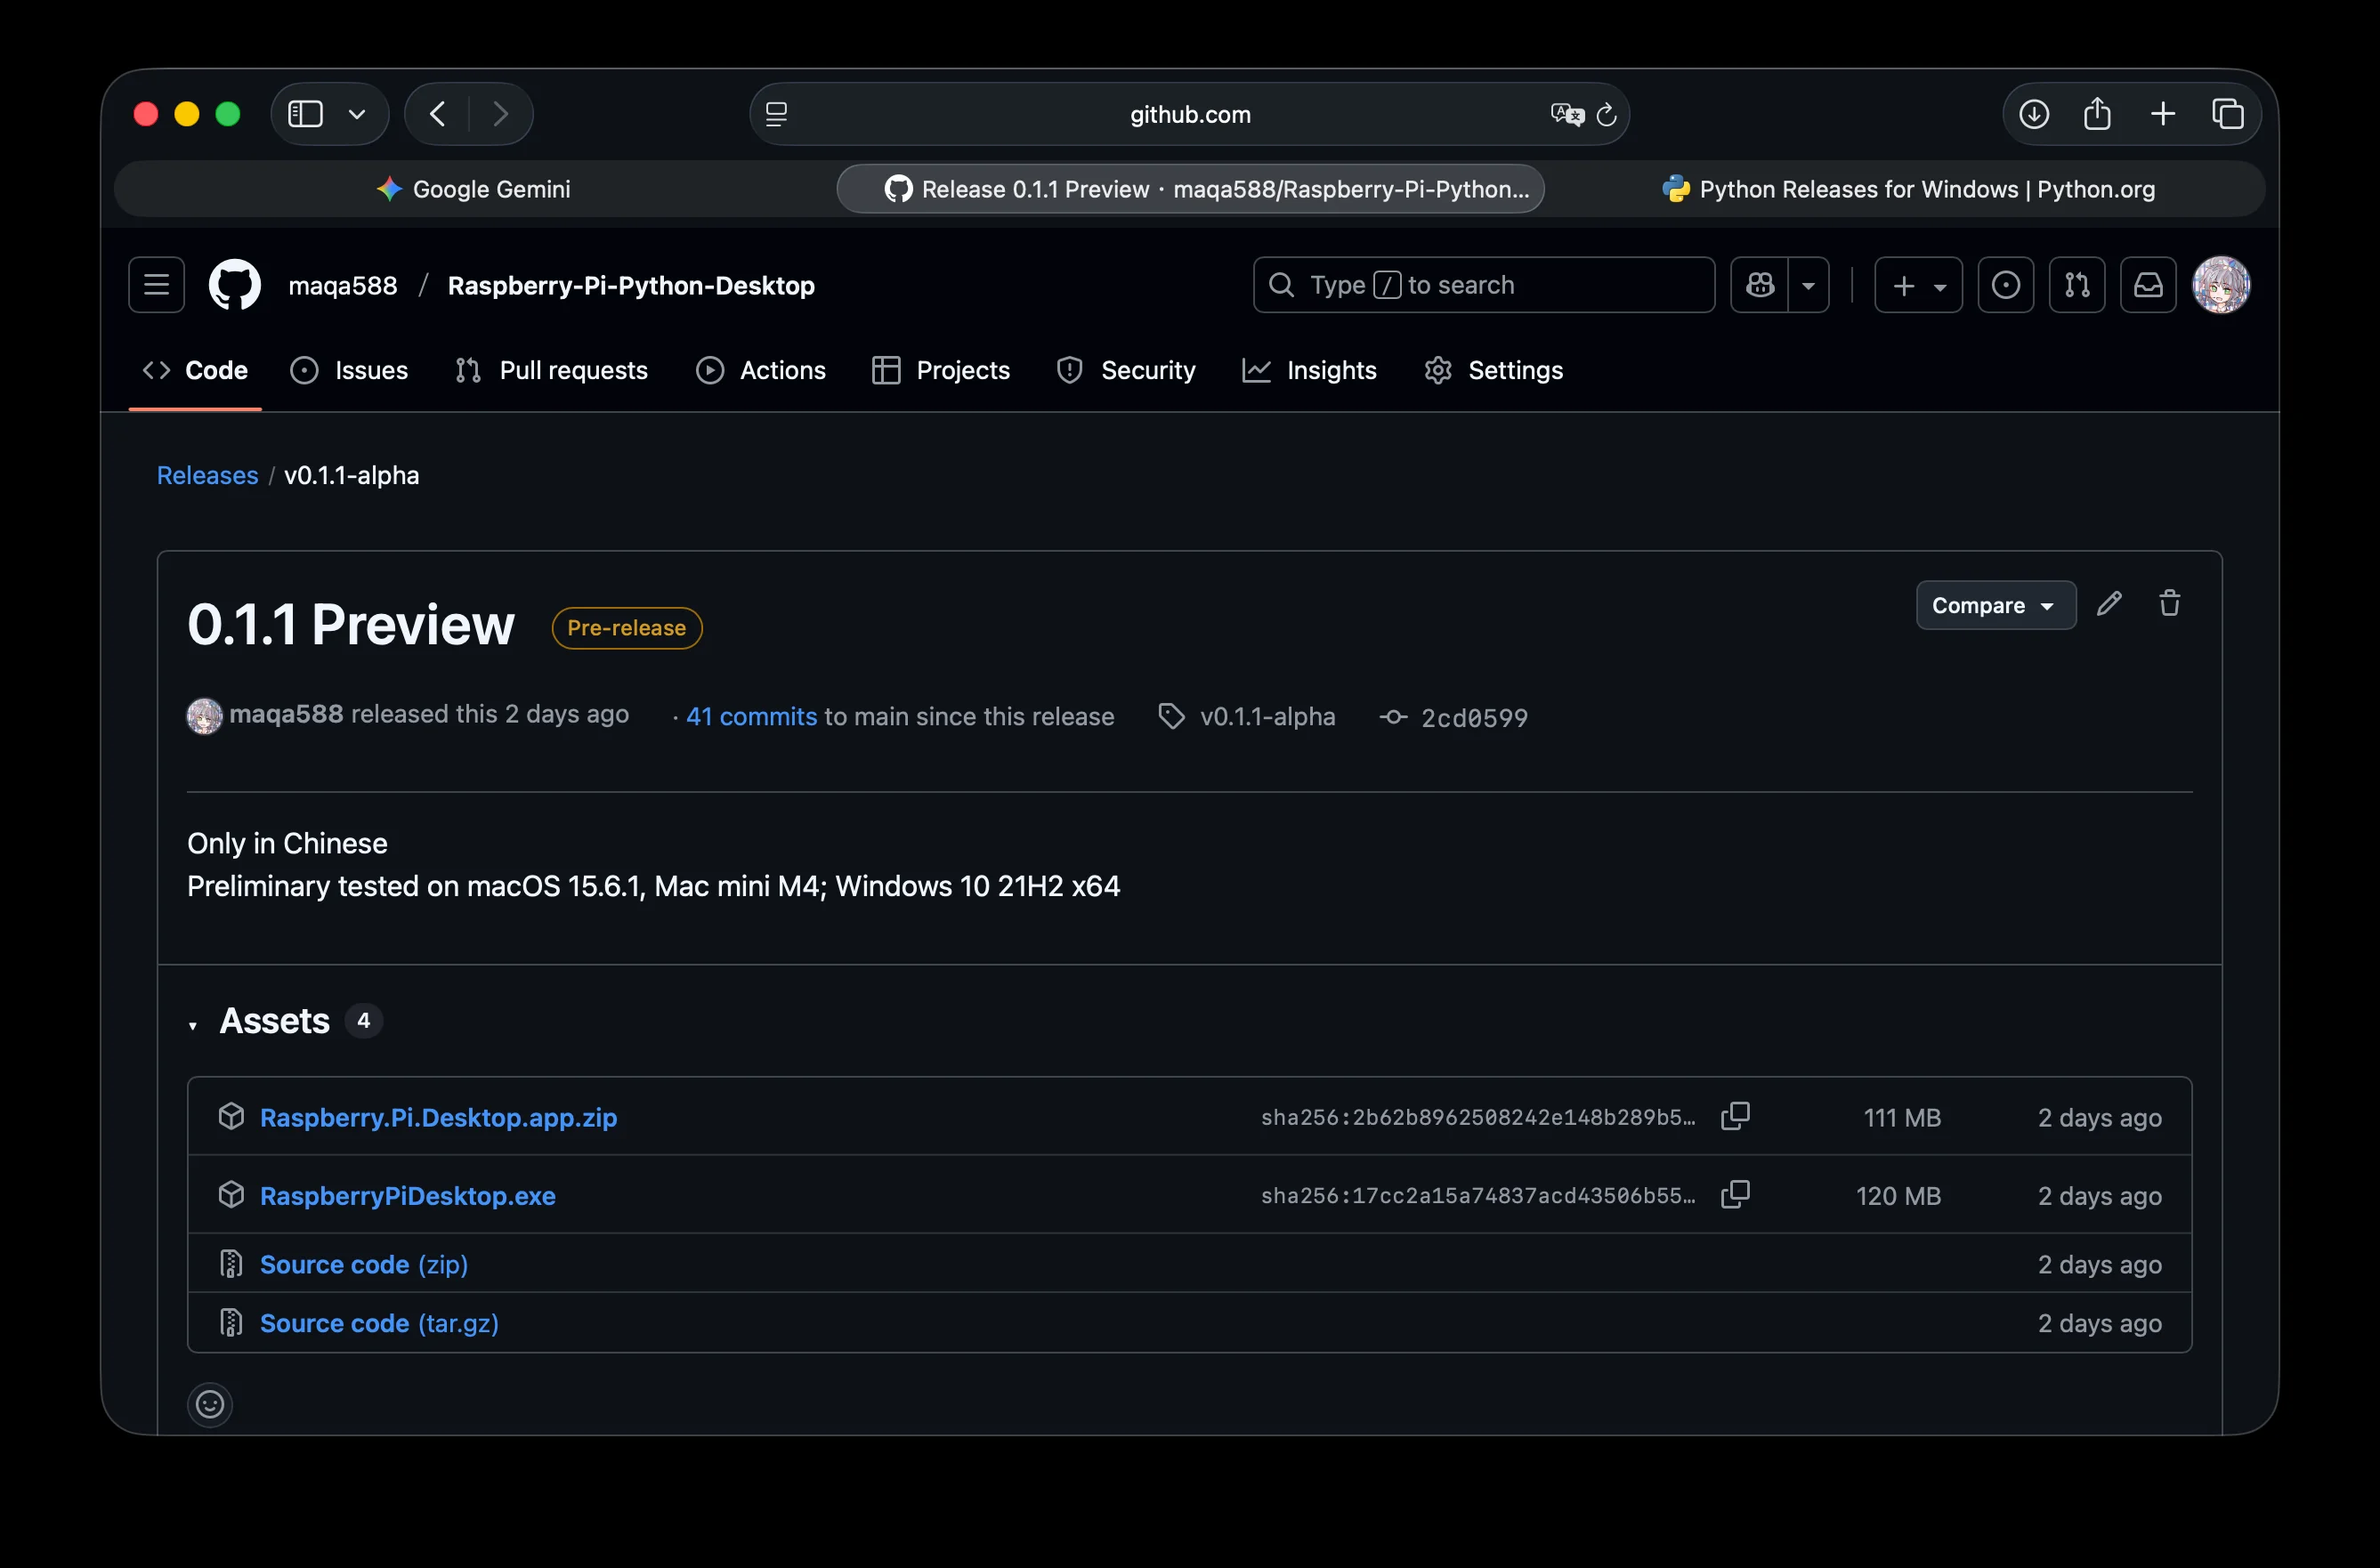 github.com
Google Gemini
Release 0.1.1 Preview · maqa588/Raspberry-Pi-Python...
Python Releases for Windows | Python.org
maqa588 / Raspberry-Pi-Python-Desktop
Type / to search
Code
Issues
Pull requests
Actions
Projects
Security
Insights
Settings
Releases / v0.1.1-alpha
0.1.1 Preview
Pre-release
Compare
maqa588 released this 2 days ago · 41 commits to main since this release v0.1.1-alpha 2cd0599
Only in Chinese
Preliminary tested on macOS 15.6.1, Mac mini M4; Windows 10 21H2 x64
Assets 4
Raspberry.Pi.Desktop.app.zip sha256:2b62b8962508242e148b289b5… 111 MB 2 days ago
RaspberryPiDesktop.exe sha256:17cc2a15a74837acd43506b55… 120 MB 2 days ago
Source code (zip) 2 days ago
Source code (tar.gz) 2 days ago